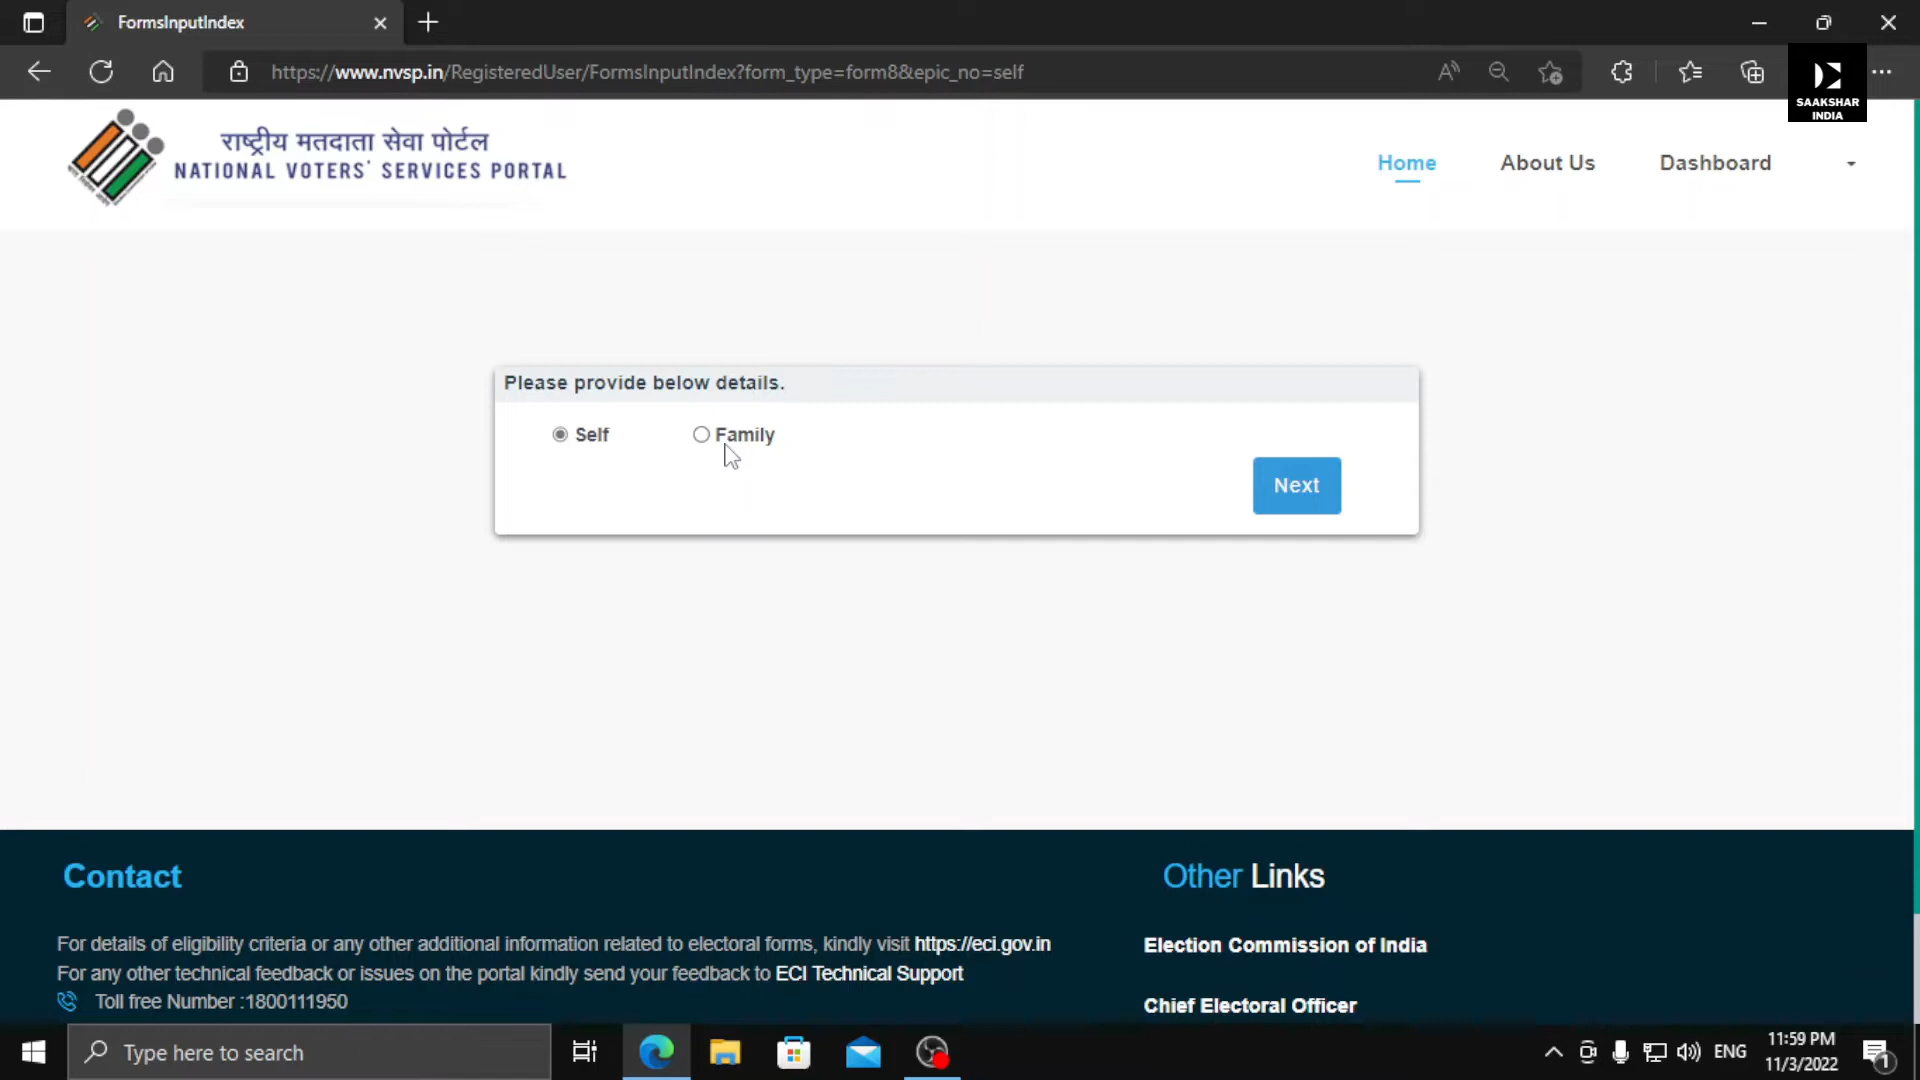 FormsInputIndex
https://www.nvsp.in/RegisteredUser/FormsInputIndex?form_type=form8&epic_no=self
SAAKSHAR
INDIA
राष्ट्रीय मतदाता सेवा पोर्टल
NATIONAL VOTERS' SERVICES PORTAL
Home
About Us
Dashboard
Please provide below details.
Self
Family
Next
Contact
Other Links
For details of eligibility criteria or any other additional information related to electoral forms, kindly visit https://eci.gov.in
For any other technical feedback or issues on the portal kindly send your feedback to ECI Technical Support
Toll free Number :1800111950
Election Commission of India
Chief Electoral Officer
Type here to search
ENG
11:59 PM
11/3/2022
1